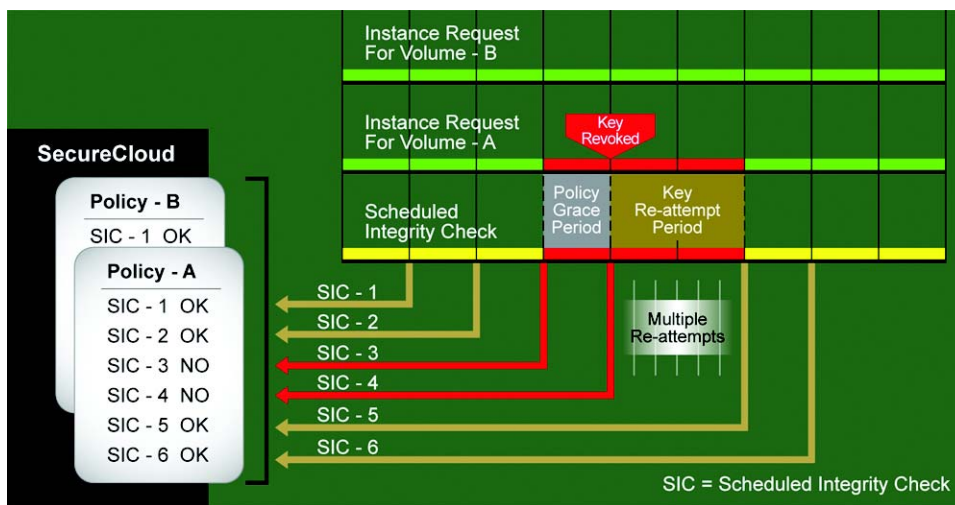 Instance Request
For Volume - B
Instance Request
For Volume - A
Key
Revoked
SecureCloud
Policy - B
SIC - 1 OK
Policy - A
SIC - 1 OK
SIC - 2 OK
SIC - 3 NO
SIC - 4 NO
SIC - 5 OK
SIC - 6 OK
Scheduled
Integrity Check
Policy
Grace
Period
Key
Re-attempt
Period
SIC - 1
SIC - 2
SIC - 3
SIC - 4
SIC - 5
SIC - 6
Multiple
Re-attempts
SIC = Scheduled Integrity Check